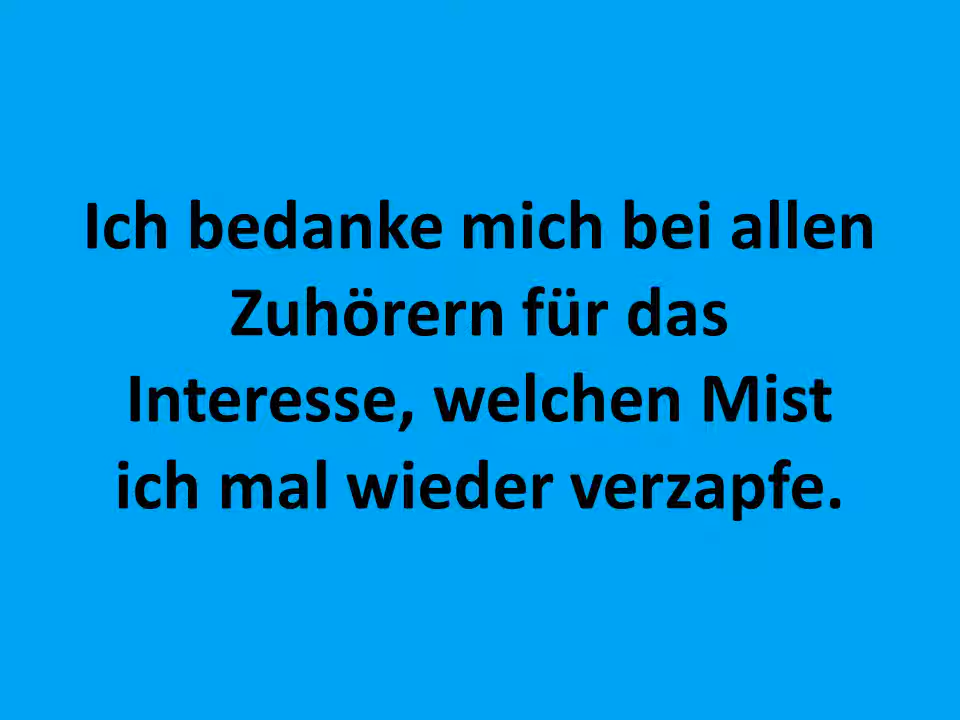 Ich bedanke mich bei allen
Zuhörern für das
Interesse, welchen Mist
ich mal wieder verzapfe.